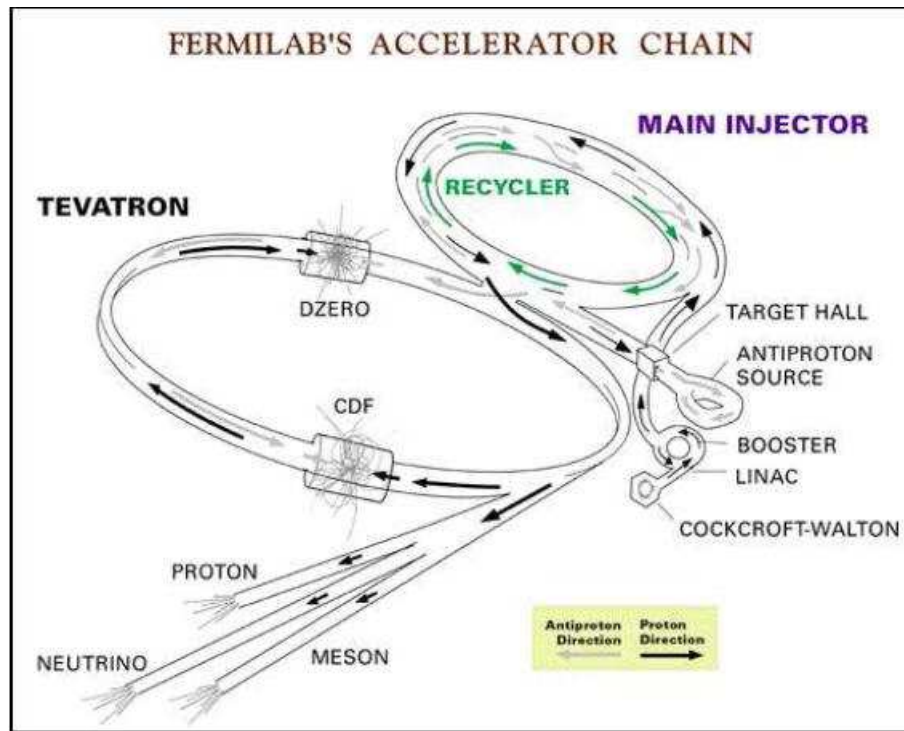 FERMILAB'S ACCELERATOR CHAIN
MAIN INJECTOR
RECYCLER
TEVATRON
DZERO
TARGET HALL
ANTIPROTON
SOURCE
CDF
BOOSTER
LINAC
COCKCROFT-WALTON
PROTON
NEUTRINO
MESON
Antiproton Proton
Direction Direction